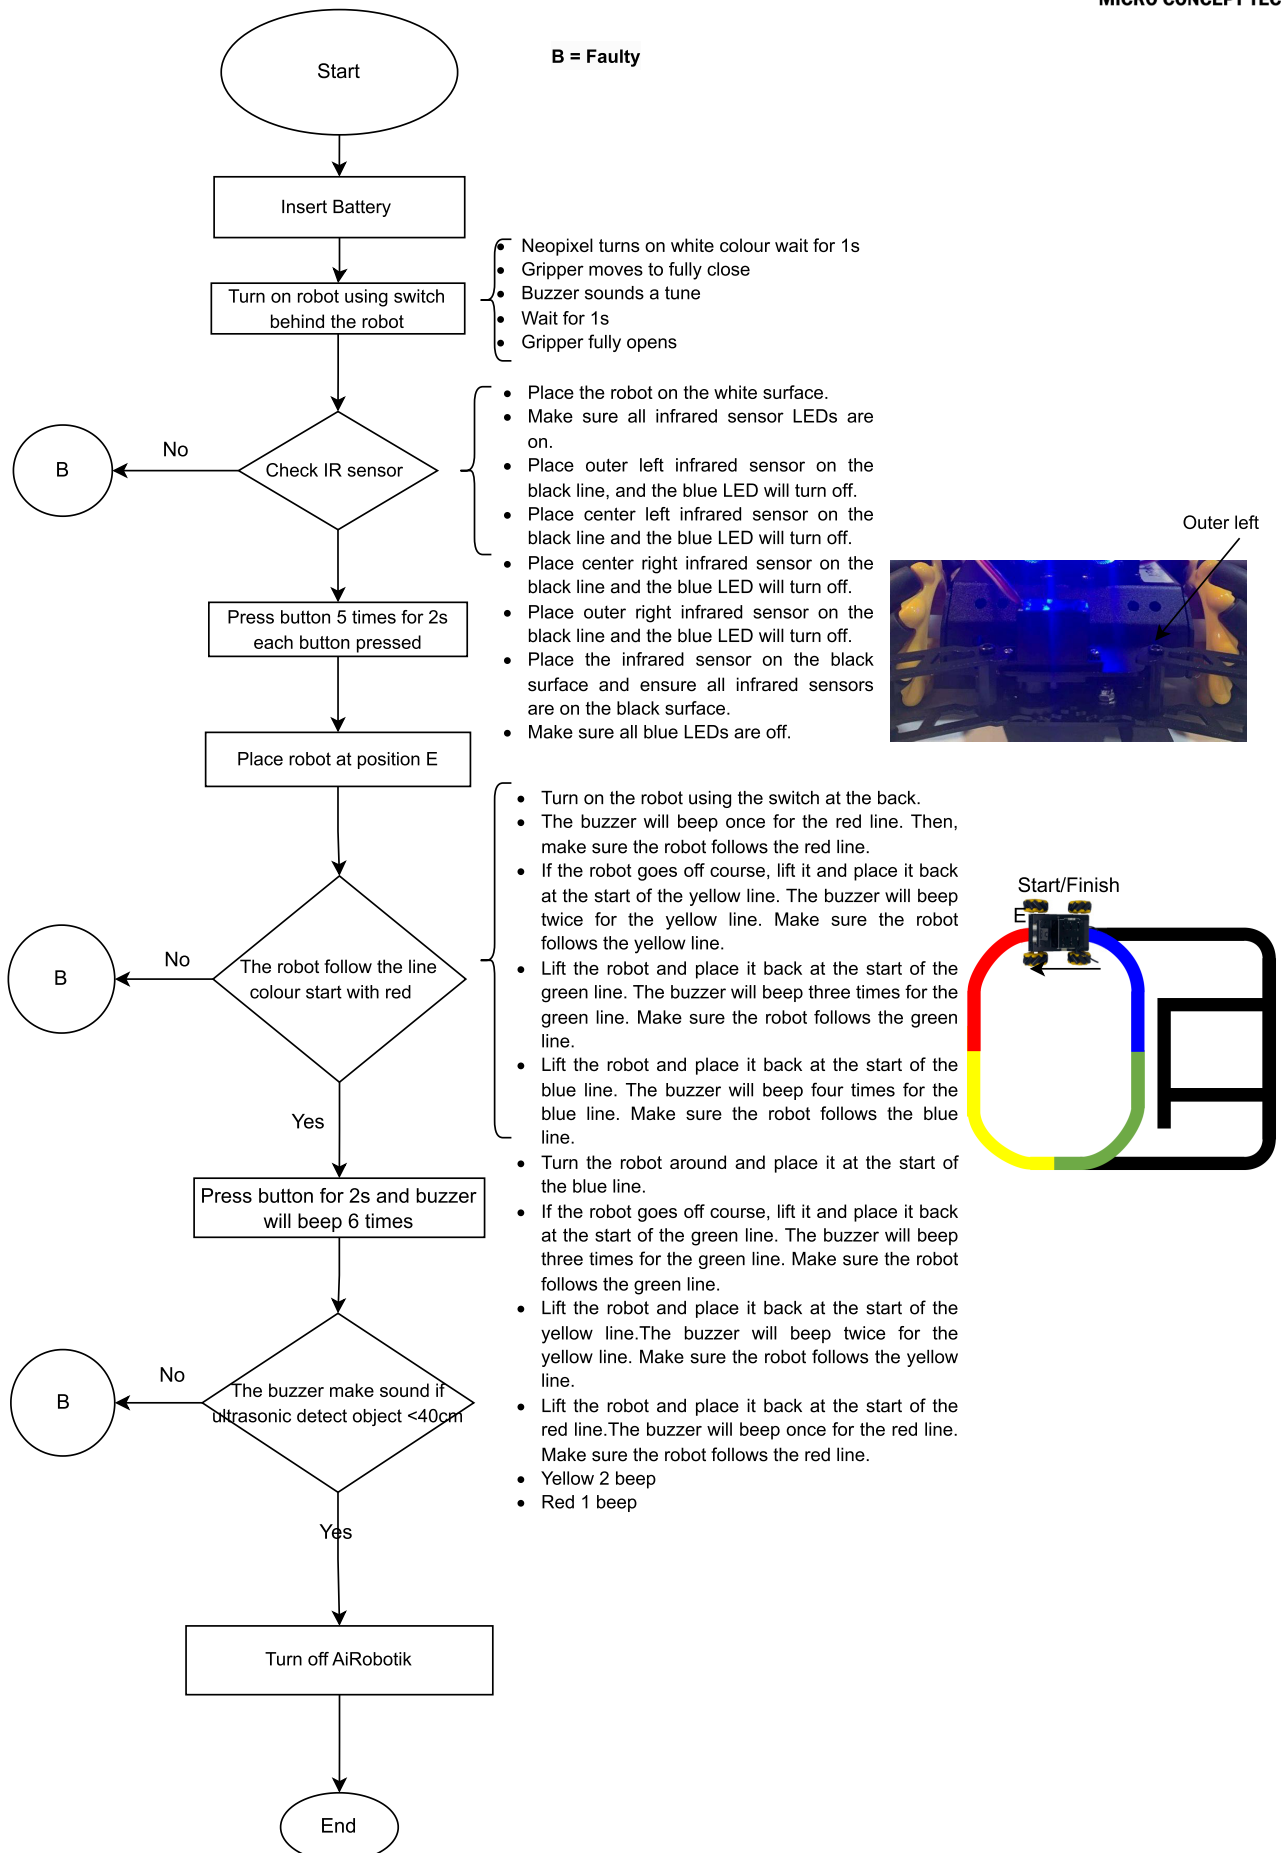 MICRO CONCEPT TEC
B = Faulty
Start
Insert Battery
Turn on robot using switch
behind the robot
Neopixel turns on white colour wait for 1s
Gripper moves to fully close
Buzzer sounds a tune
Wait for 1s
Gripper fully opens
Check IR sensor
No
B
Place the robot on the white surface.
Make sure all infrared sensor LEDs are
on.
Place outer left infrared sensor on the
black line, and the blue LED will turn off.
Place center left infrared sensor on the
black line and the blue LED will turn off.
Place center right infrared sensor on the
black line and the blue LED will turn off.
Place outer right infrared sensor on the
black line and the blue LED will turn off.
Place the infrared sensor on the black
surface and ensure all infrared sensors
are on the black surface.
Make sure all blue LEDs are off.
Outer left
Press button 5 times for 2s
each button pressed
Place robot at position E
The robot follow the line
colour start with red
No
B
Yes
Turn on the robot using the switch at the back.
The buzzer will beep once for the red line. Then,
make sure the robot follows the red line.
If the robot goes off course, lift it and place it back
at the start of the yellow line. The buzzer will beep
twice for the yellow line. Make sure the robot
follows the yellow line.
Lift the robot and place it back at the start of the
green line. The buzzer will beep three times for the
green line. Make sure the robot follows the green
line.
Lift the robot and place it back at the start of the
blue line. The buzzer will beep four times for the
blue line. Make sure the robot follows the blue
line.
Turn the robot around and place it at the start of
the blue line.
If the robot goes off course, lift it and place it back
at the start of the green line. The buzzer will beep
three times for the green line. Make sure the robot
follows the green line.
Lift the robot and place it back at the start of the
yellow line.The buzzer will beep twice for the
yellow line. Make sure the robot follows the yellow
line.
Lift the robot and place it back at the start of the
red line.The buzzer will beep once for the red line.
Make sure the robot follows the red line.
Yellow 2 beep
Red 1 beep
Start/Finish
E
Press button for 2s and buzzer
will beep 6 times
The buzzer make sound if
ultrasonic detect object <40cm
No
B
Yes
Turn off AiRobotik
End